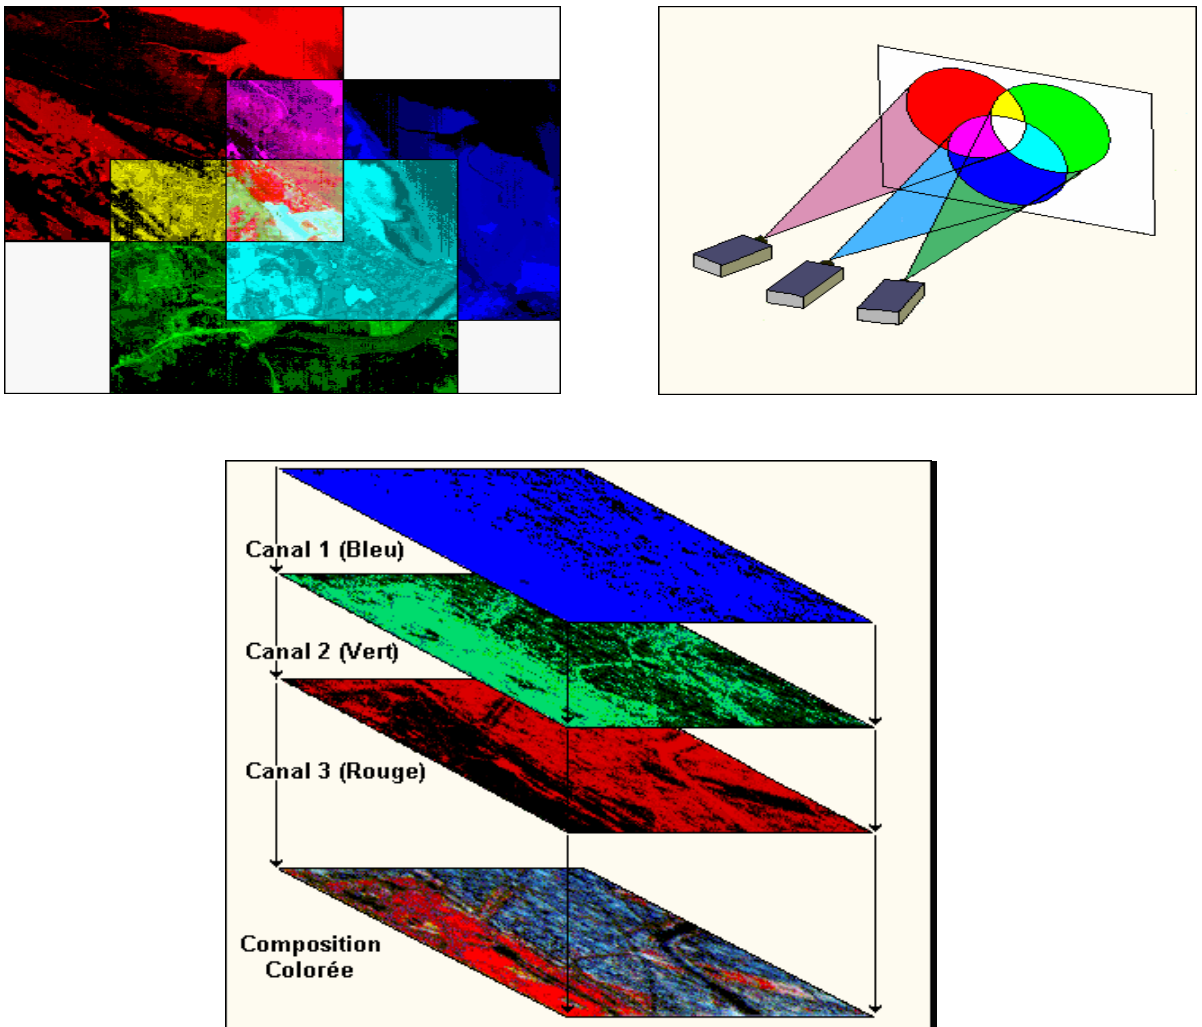 Canal 1 (Bleu)
Canal 2 (Vert)
Canal 3 (Rouge)
Composition
Colorée